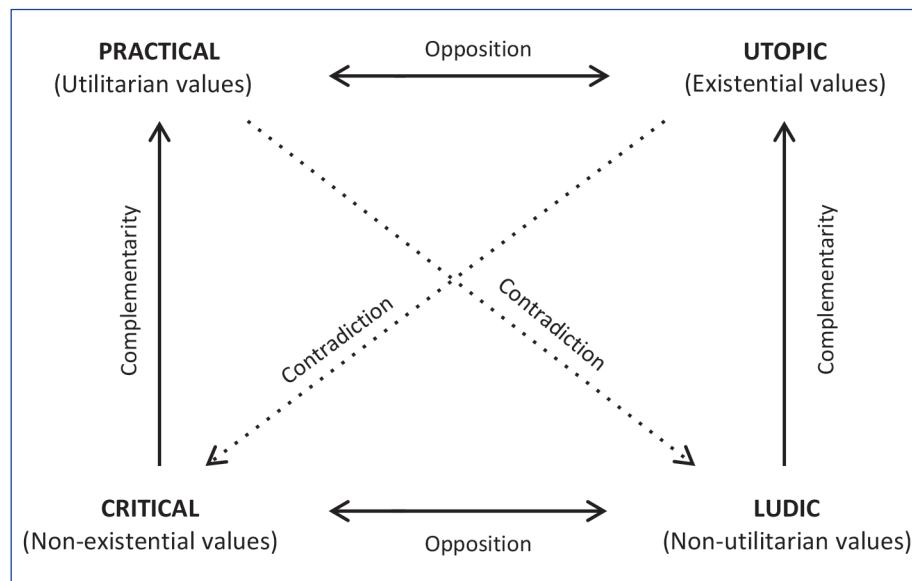 PRACTICAL
(Utilitarian values)
Opposition
UTOPIC
(Existential values)
Complementarity
Contradiction
Contradiction
Complementarity
CRITICAL
(Non-existential values)
Opposition
LUDIC
(Non-utilitarian values)